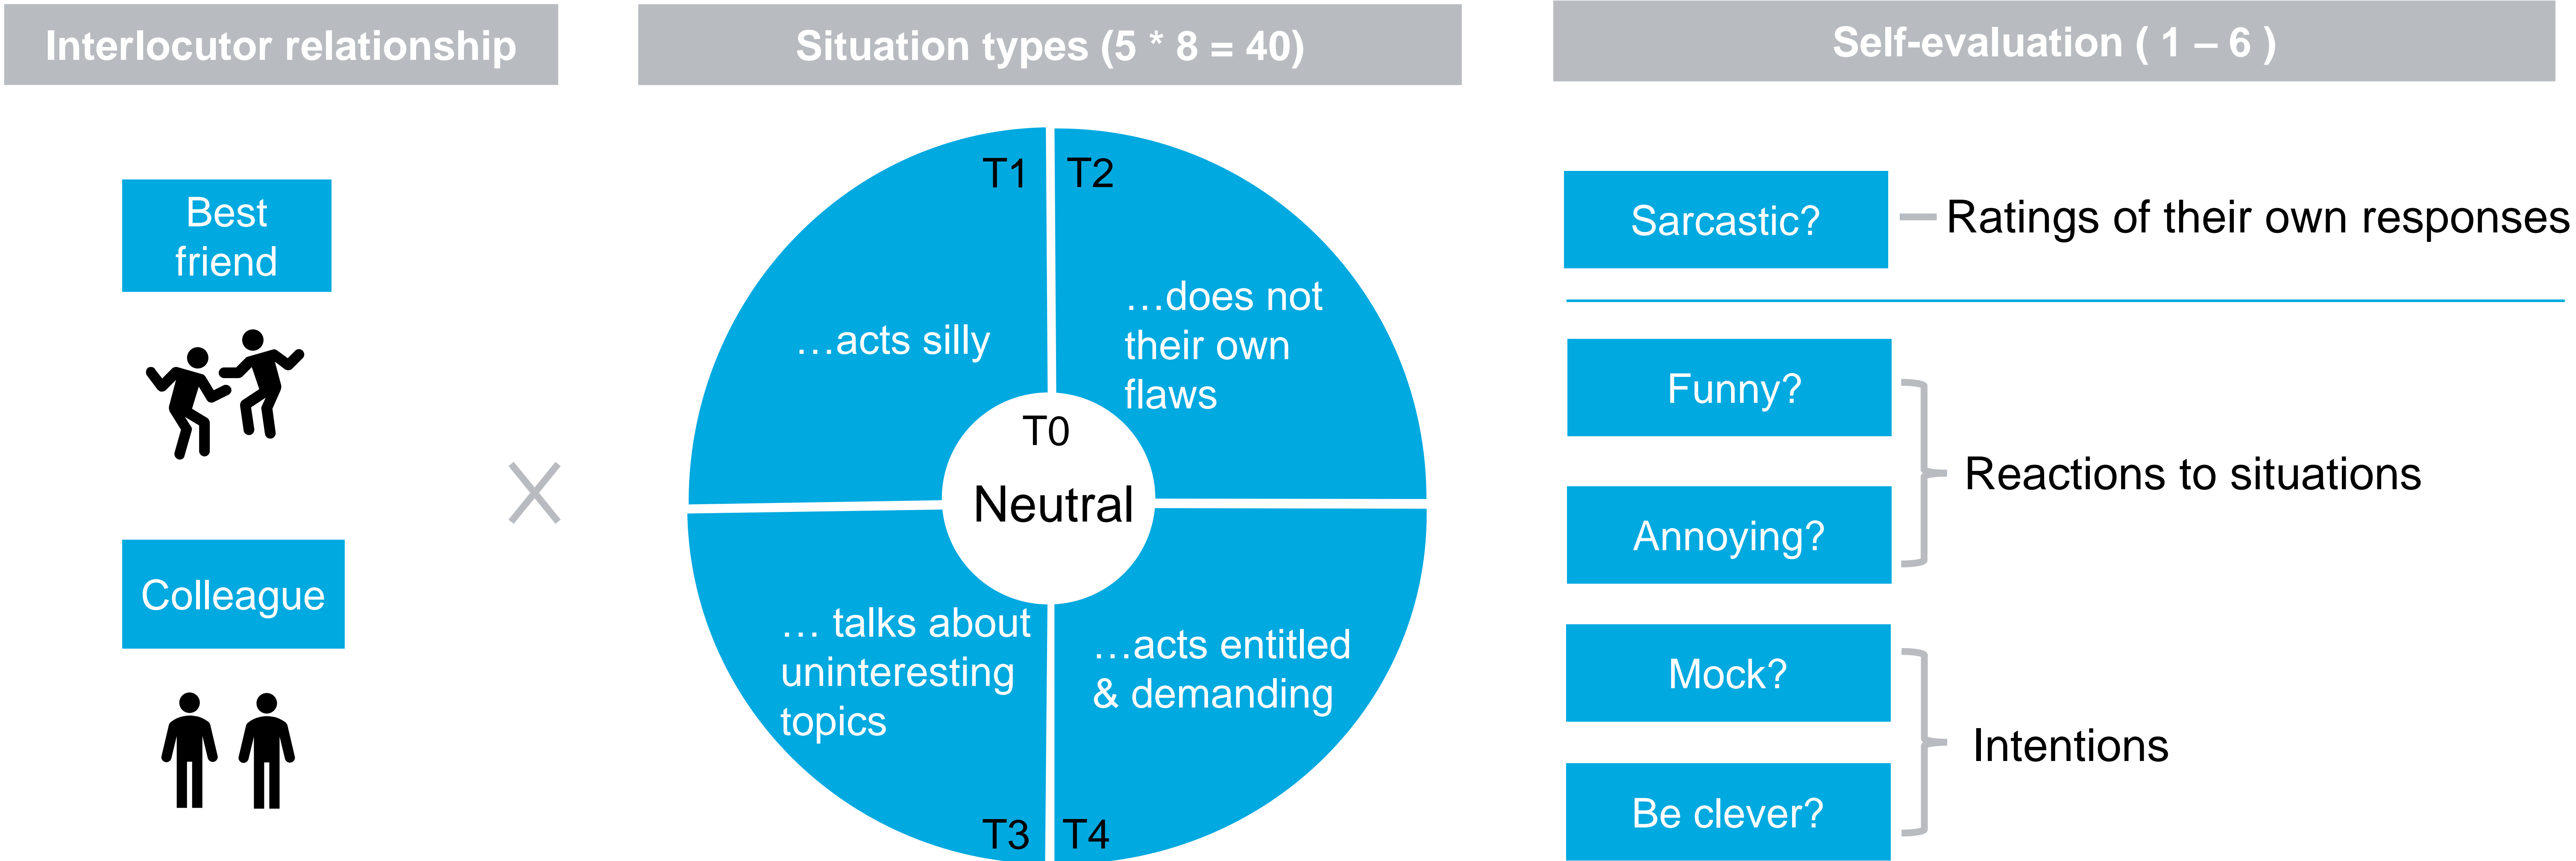 Interlocutor relationship
Best
friend
Colleague
Situation types (5 * 8 = 40)
T1
T2
…acts silly
…does not
their own
flaws
T0
Neutral
… talks about
uninteresting
topics
…acts entitled
& demanding
T3
T4
Self-evaluation ( 1 – 6 )
Sarcastic?
Ratings of their own responses
Funny?
Annoying?
Reactions to situations
Mock?
Be clever?
Intentions